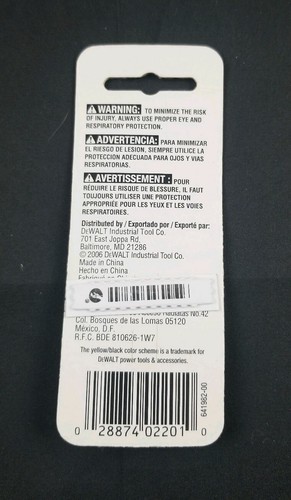 WARNING: TO MINIMIZE THE RISK
OF INJURY, ALWAYS USE PROPER EYE AND
RESPIRATORY PROTECTION.
ADVERTENCIA: PARA MINIMIZAR
EL RIESGO DE LESION, SIEMPRE UTILICE LA
PROTECCIÓN ADECUADA PARA OJOS Y VIAS
RESPIRATORIAS.
AVERTISSEMENT : POUR
RÉDUIRE LE RISQUE DE BLESSURE, IL FAUT
TOUJOURS UTILISER UNE PROTECTION
APPROPRIÉE POUR LES YEUX ET LES VOIES
RESPIRATOIRES.
Distributed by / Exportado por / Exporté par:
DEWALT Industrial Tool Co.
701 East Joppa Rd.
Baltimore, MD 21286
© 2006 DEWALT Industrial Tool Co.
Made in China
Hecho en China
Fabriqué en
No.42
Col. Bosques de las Lomas 05120
México, D.F.
R.F.C. BDE 810626-1W7
The yellow/black color scheme is a trademark for
DEWALT power tools & accessories.
641982-00
0 28874 02201 0